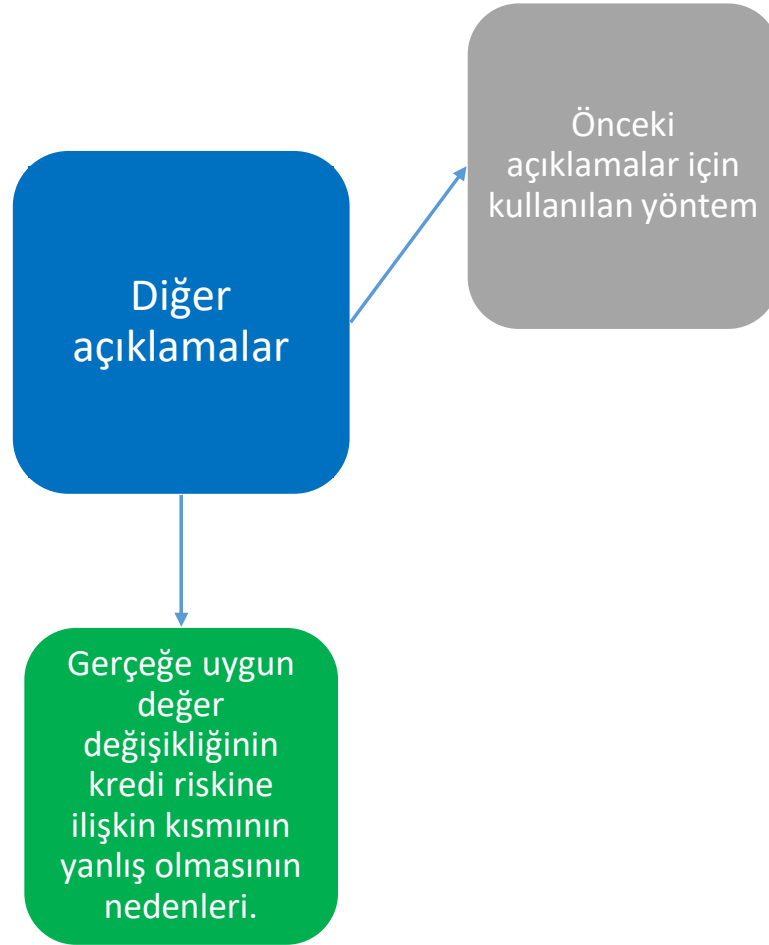 Diğer
açıklamalar
Önceki
açıklamalar için
kullanılan yöntem
Gerçeğe uygun
değer
değişikliğinin
kredi riskine
ilişkin kısmının
yanlış olmasının
nedenleri.